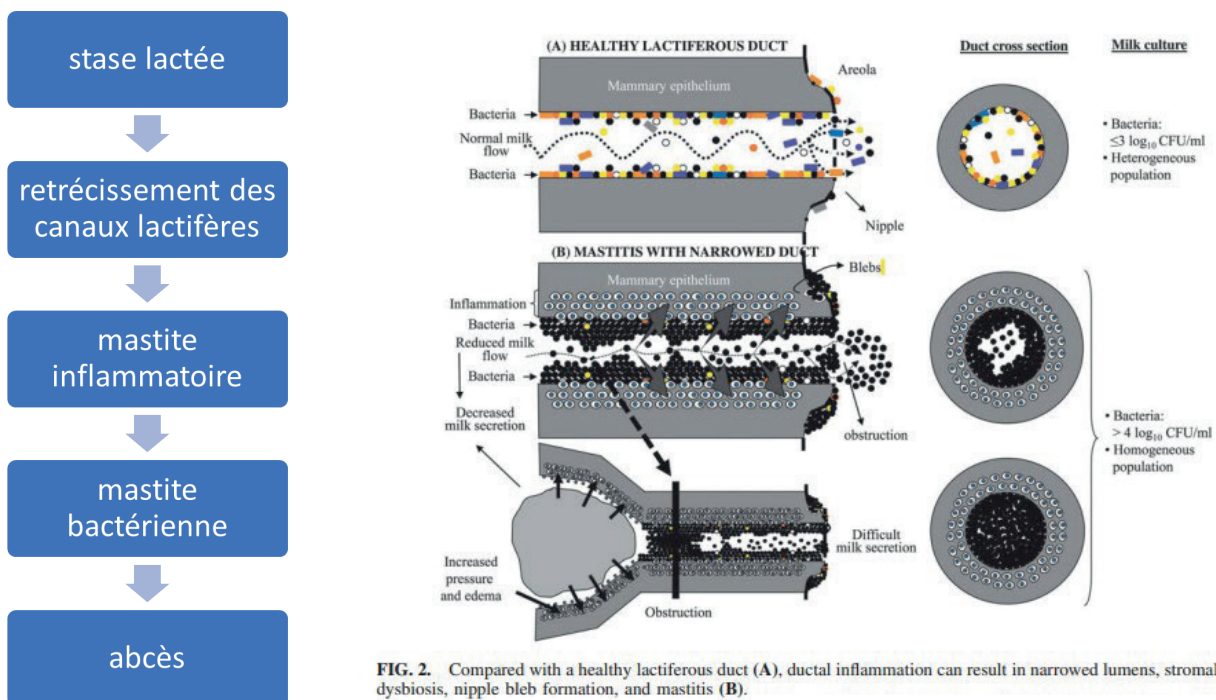 stase lactée
retrécissement des
canaux lactifères
mastite
inflammatoire
mastite
bactérienne
abcès
(A) HEALTHY LACTIFEROUS DUCT
Duct cross section
Milk culture
Mammary epithelium
Areola
Bacteria
Normal milk
flow
Bacteria
Nipple
• Bacteria:
≤3 log10 CFU/ml
• Heterogeneous
population
(B) MASTITIS WITH NARROWED DUCT
Mammary epithelium
Blebs
Inflammation
Bacteria
Reduced milk
flow
Bacteria
Decreased
milk secretion
obstruction
• Bacteria:
> 4 log10 CFU/ml
• Homogeneous
population
Difficult
milk secretion
Increased
pressure
and edema
Obstruction
FIG. 2. Compared with a healthy lactiferous duct (A), ductal inflammation can result in narrowed lumens, stromal
dysbiosis, nipple bleb formation, and mastitis (B).